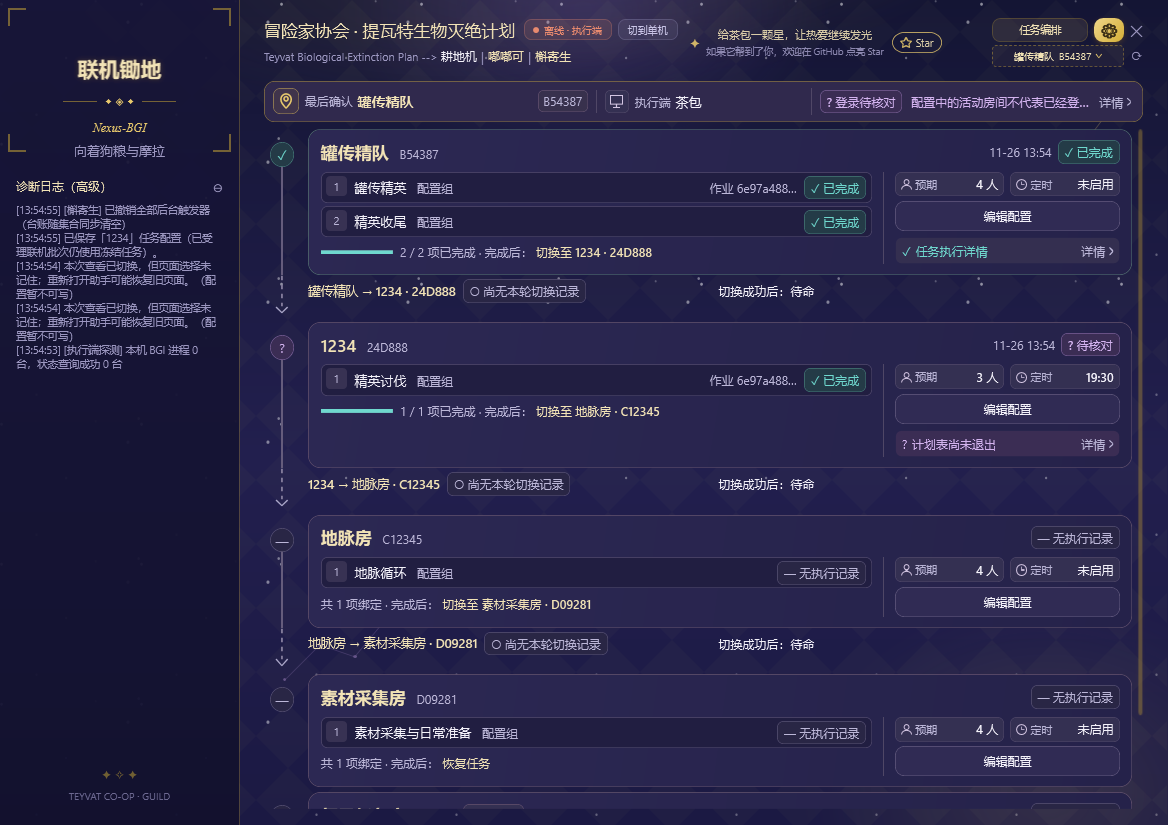 联机锄地
Nexus-BGI
向着狗粮与摩拉
诊断日志（高级）
[13:54:55] [槲寄生] 已撤销全部后台触发器
（台账随集合同步清空）
[13:54:55] 已保存「1234」任务配置（已受
理联机批次仍使用冻结任务）。
[13:54:54] 本次查看已切换，但页面选择未
记住；重新打开助手可能恢复旧页面。（配
置暂不可写）
[13:54:54] 本次查看已切换，但页面选择未
记住；重新打开助手可能恢复旧页面。（配
置暂不可写）
[13:54:53] [执行端探测] 本机 BGI 进程 0
台，状态查询成功 0 台
TEYVAT CO-OP · GUILD
冒险家协会 · 提瓦特生物灭绝计划 离线 · 执行端 切到单机
Teyvat Biological Extinction Plan --> 耕地机 | 嘟嘟可 | 槲寄生
给茶包一颗星，让热爱继续发光
如果它帮到了你，欢迎在 GitHub 点亮 Star
Star
任务编排
罐传精队 B54387
最后确认 罐传精队 B54387 执行端 茶包 ? 登录待核对 配置中的活动房间不代表已经登... 详情
✓ 罐传精队 B54387 11-26 13:54 ✓ 已完成
1 罐传精英 配置组 作业 6e97a488... ✓ 已完成
2 精英收尾 配置组 ✓ 已完成
2 / 2 项已完成 · 完成后： 切换至 1234 · 24D888
预期 4 人 定时 未启用
编辑配置
✓ 任务执行详情 详情
罐传精队 → 1234 · 24D888 尚无本轮切换记录 切换成功后：待命
? 1234 24D888 11-26 13:54 ? 待核对
1 精英讨伐 配置组 作业 6e97a488... ✓ 已完成
1 / 1 项已完成 · 完成后： 切换至 地脉房 · C12345
预期 3 人 定时 19:30
编辑配置
? 计划表尚未退出 详情
1234 → 地脉房 · C12345 尚无本轮切换记录 切换成功后：待命
— 地脉房 C12345 — 无执行记录
1 地脉循环 配置组 — 无执行记录
共 1 项绑定 · 完成后： 切换至 素材采集房 · D09281
预期 4 人 定时 未启用
编辑配置
地脉房 → 素材采集房 · D09281 尚无本轮切换记录 切换成功后：待命
— 素材采集房 D09281 — 无执行记录
1 素材采集与日常准备 配置组 — 无执行记录
共 1 项绑定 · 完成后： 恢复任务
预期 4 人 定时 未启用
编辑配置